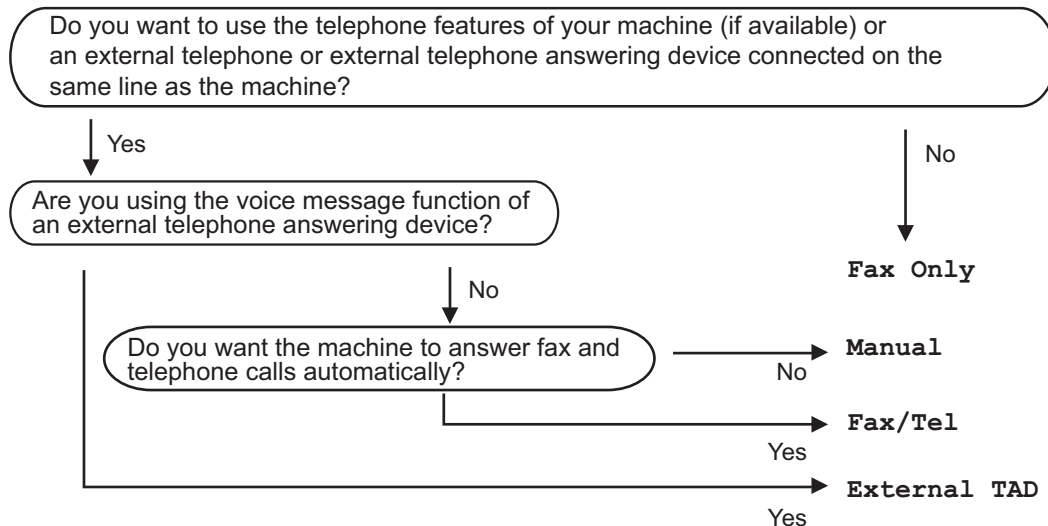 Do you want to use the telephone features of your machine (if available) or
an external telephone or external telephone answering device connected on the
same line as the machine?
Yes
No
Are you using the voice message function of
an external telephone answering device?
Fax Only
No
Do you want the machine to answer fax and
telephone calls automatically?
Manual
No
Fax/Tel
Yes
External TAD
Yes